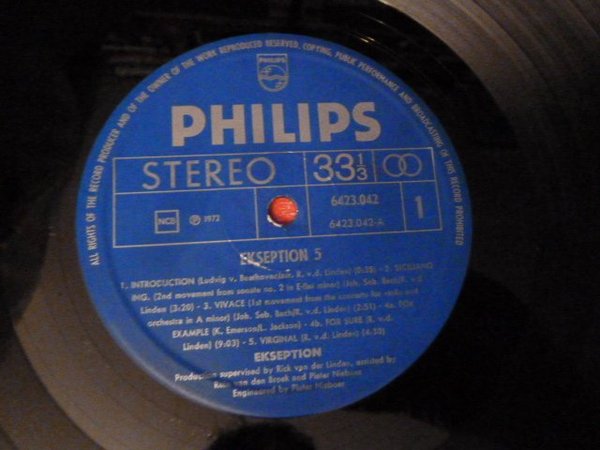 ALL RIGHTS OF THE RECORD PRODUCER AND OF THE OWNER OF THE WORK REPRODUCED RESERVED. COPYING, PUBLIC PERFORMANCE AND BROADCASTING OF THIS RECORD PROHIBITED
PHILIPS
PHILIPS
STEREO 33 1/3
NCB ℗ 1972 6423.042
6423.042-A 1
EKSEPTION 5
1. INTRODUCTION (Ludwig v. Beethoven/arr. R. v.d. Linden) (0:35) - 2. SICILIANO
ING. (2nd movement from sonate no. 2 in E-flat minor) (Joh. Seb. Bach/R. v.d.
Linden) (3:20) - 3. VIVACE (1st movement from the concerto for violin and
orchestra in A minor) (Joh. Seb. Bach/R. v.d. Linden) (2:51) - 4a. FOR
EXAMPLE (K. Emerson/L. Jackson) - 4b. FOR SURE (R. v.d.
Linden) (9:03) - 5. VIRGINAL (R. v.d. Linden) (4:30)
EKSEPTION
Production supervised by Rick van der Linden, assisted by
van den Broek and Pieter Nieboer
Engineered by Pieter Nieboer